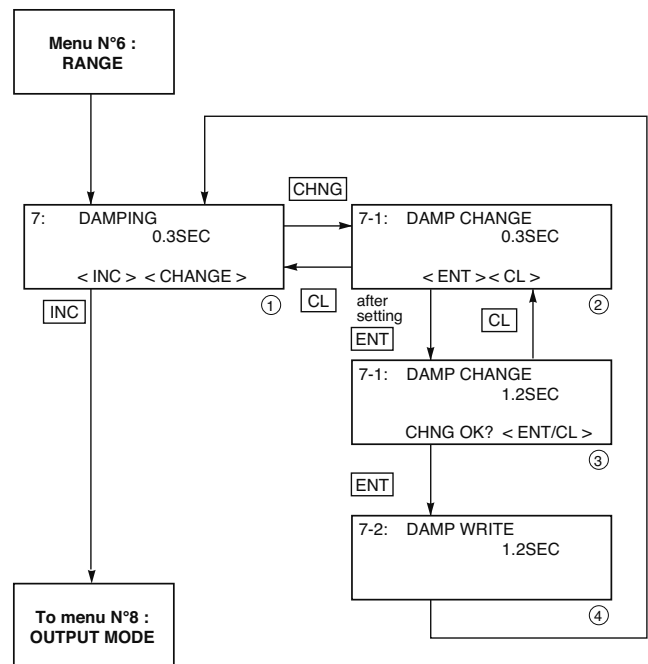 Menu N°6 :
RANGE
CHNG
7: DAMPING
0.3SEC
< INC > < CHANGE >
1
7-1: DAMP CHANGE
0.3SEC
< ENT > < CL >
2
INC
CL
after
setting
ENT
CL
7-1: DAMP CHANGE
1.2SEC
CHNG OK? < ENT/CL >
3
ENT
7-2: DAMP WRITE
1.2SEC
4
To menu N°8 :
OUTPUT MODE